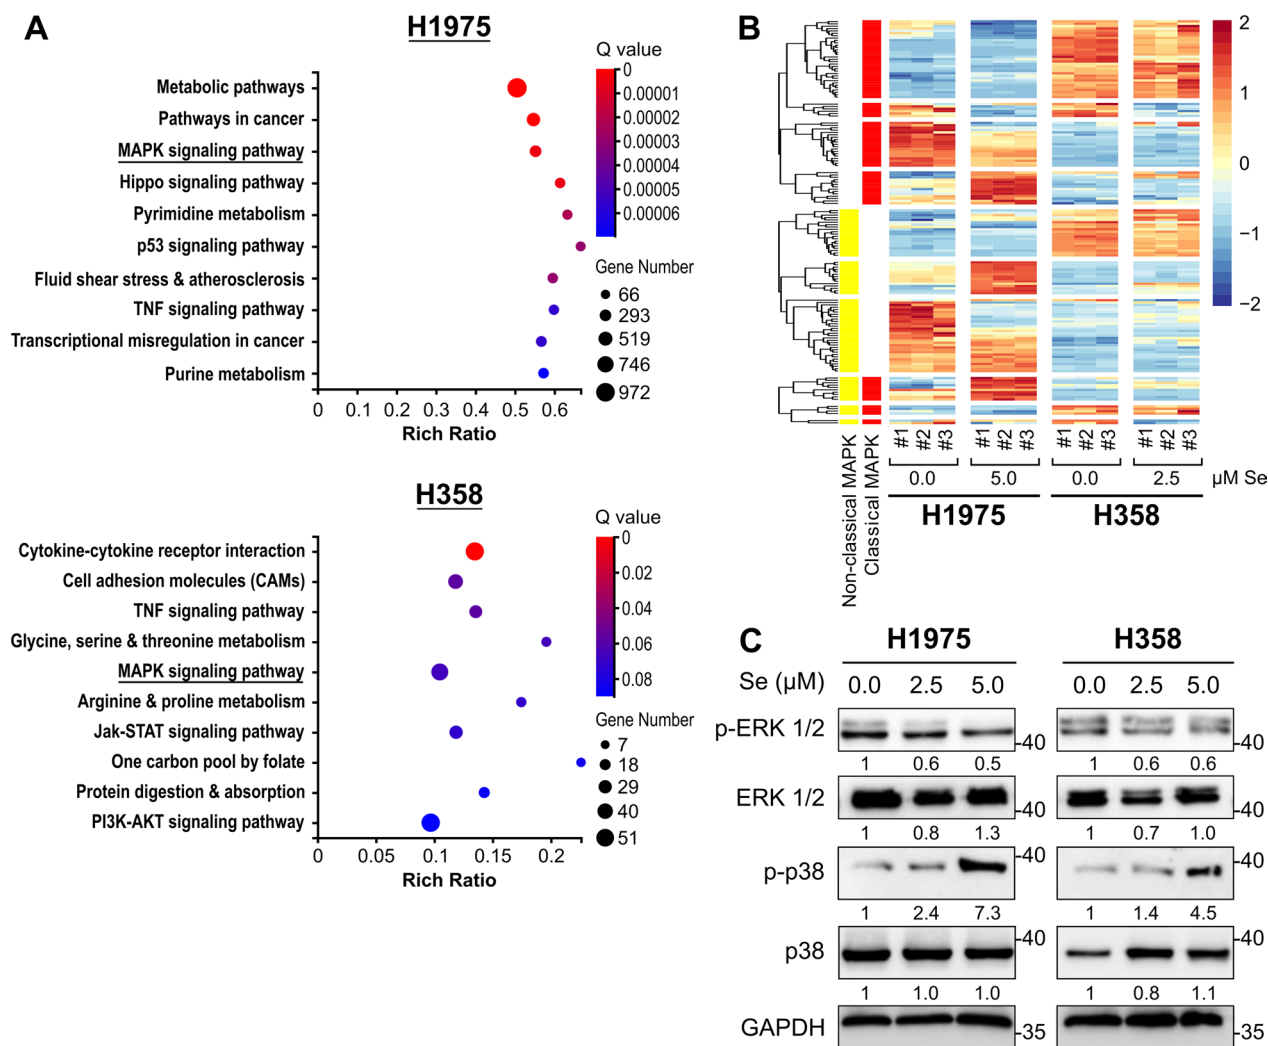 A
H1975
Q value
Metabolic pathways
Pathways in cancer
MAPK signaling pathway
Hippo signaling pathway
Pyrimidine metabolism
p53 signaling pathway
Fluid shear stress & atherosclerosis
TNF signaling pathway
Transcriptional misregulation in cancer
Purine metabolism
0
0.00001
0.00002
0.00003
0.00004
0.00005
0.00006
Gene Number
66
293
519
746
972
0 0.1 0.2 0.3 0.4 0.5 0.6
Rich Ratio
H358
Q value
Cytokine-cytokine receptor interaction
Cell adhesion molecules (CAMs)
TNF signaling pathway
Glycine, serine & threonine metabolism
MAPK signaling pathway
Arginine & proline metabolism
Jak-STAT signaling pathway
One carbon pool by folate
Protein digestion & absorption
PI3K-AKT signaling pathway
0
0.02
0.04
0.06
0.08
Gene Number
7
18
29
40
51
0 0.05 0.1 0.15 0.2
Rich Ratio
B
2
1
0
−1
−2
Non-classical MAPK
Classical MAPK
#1 #2 #3 #1 #2 #3 #1 #2 #3 #1 #2 #3
0.0 5.0 0.0 2.5 μM Se
H1975 H358
C
H1975 H358
Se (μM) 0.0 2.5 5.0 0.0 2.5 5.0
p-ERK 1/2 -40 -40
1 0.6 0.5 1 0.6 0.6
ERK 1/2 -40 -40
1 0.8 1.3 1 0.7 1.0
p-p38 -40 -40
1 2.4 7.3 1 1.4 4.5
p38 -40 -40
1 1.0 1.0 1 0.8 1.1
GAPDH -35 -35